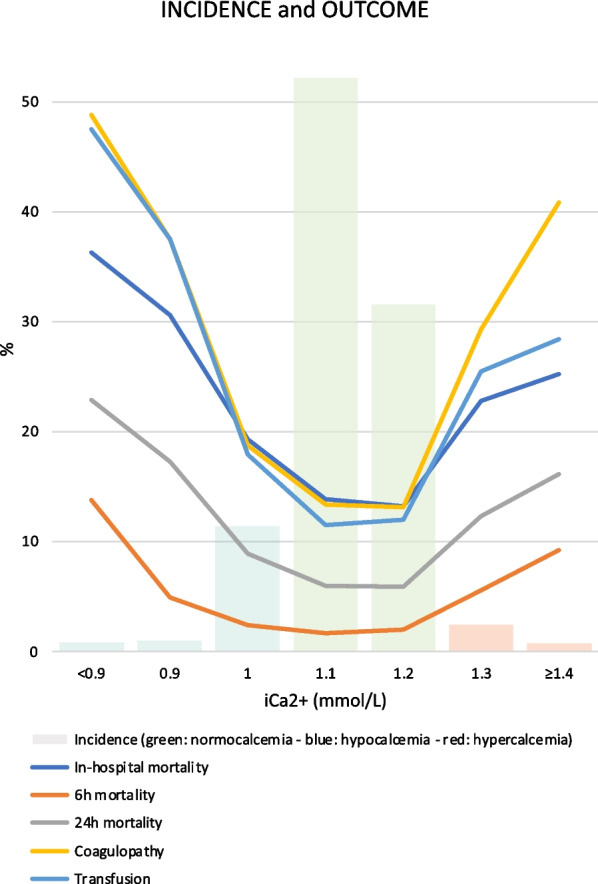 INCIDENCE and OUTCOME
50
40
30
20
10
0
%
<0.9 0.9 1 1.1 1.2 1.3 ≥1.4
iCa2+ (mmol/L)
Incidence (green: normocalcemia - blue: hypocalcemia - red: hypercalcemia)
In-hospital mortality
6h mortality
24h mortality
Coagulopathy
Transfusion